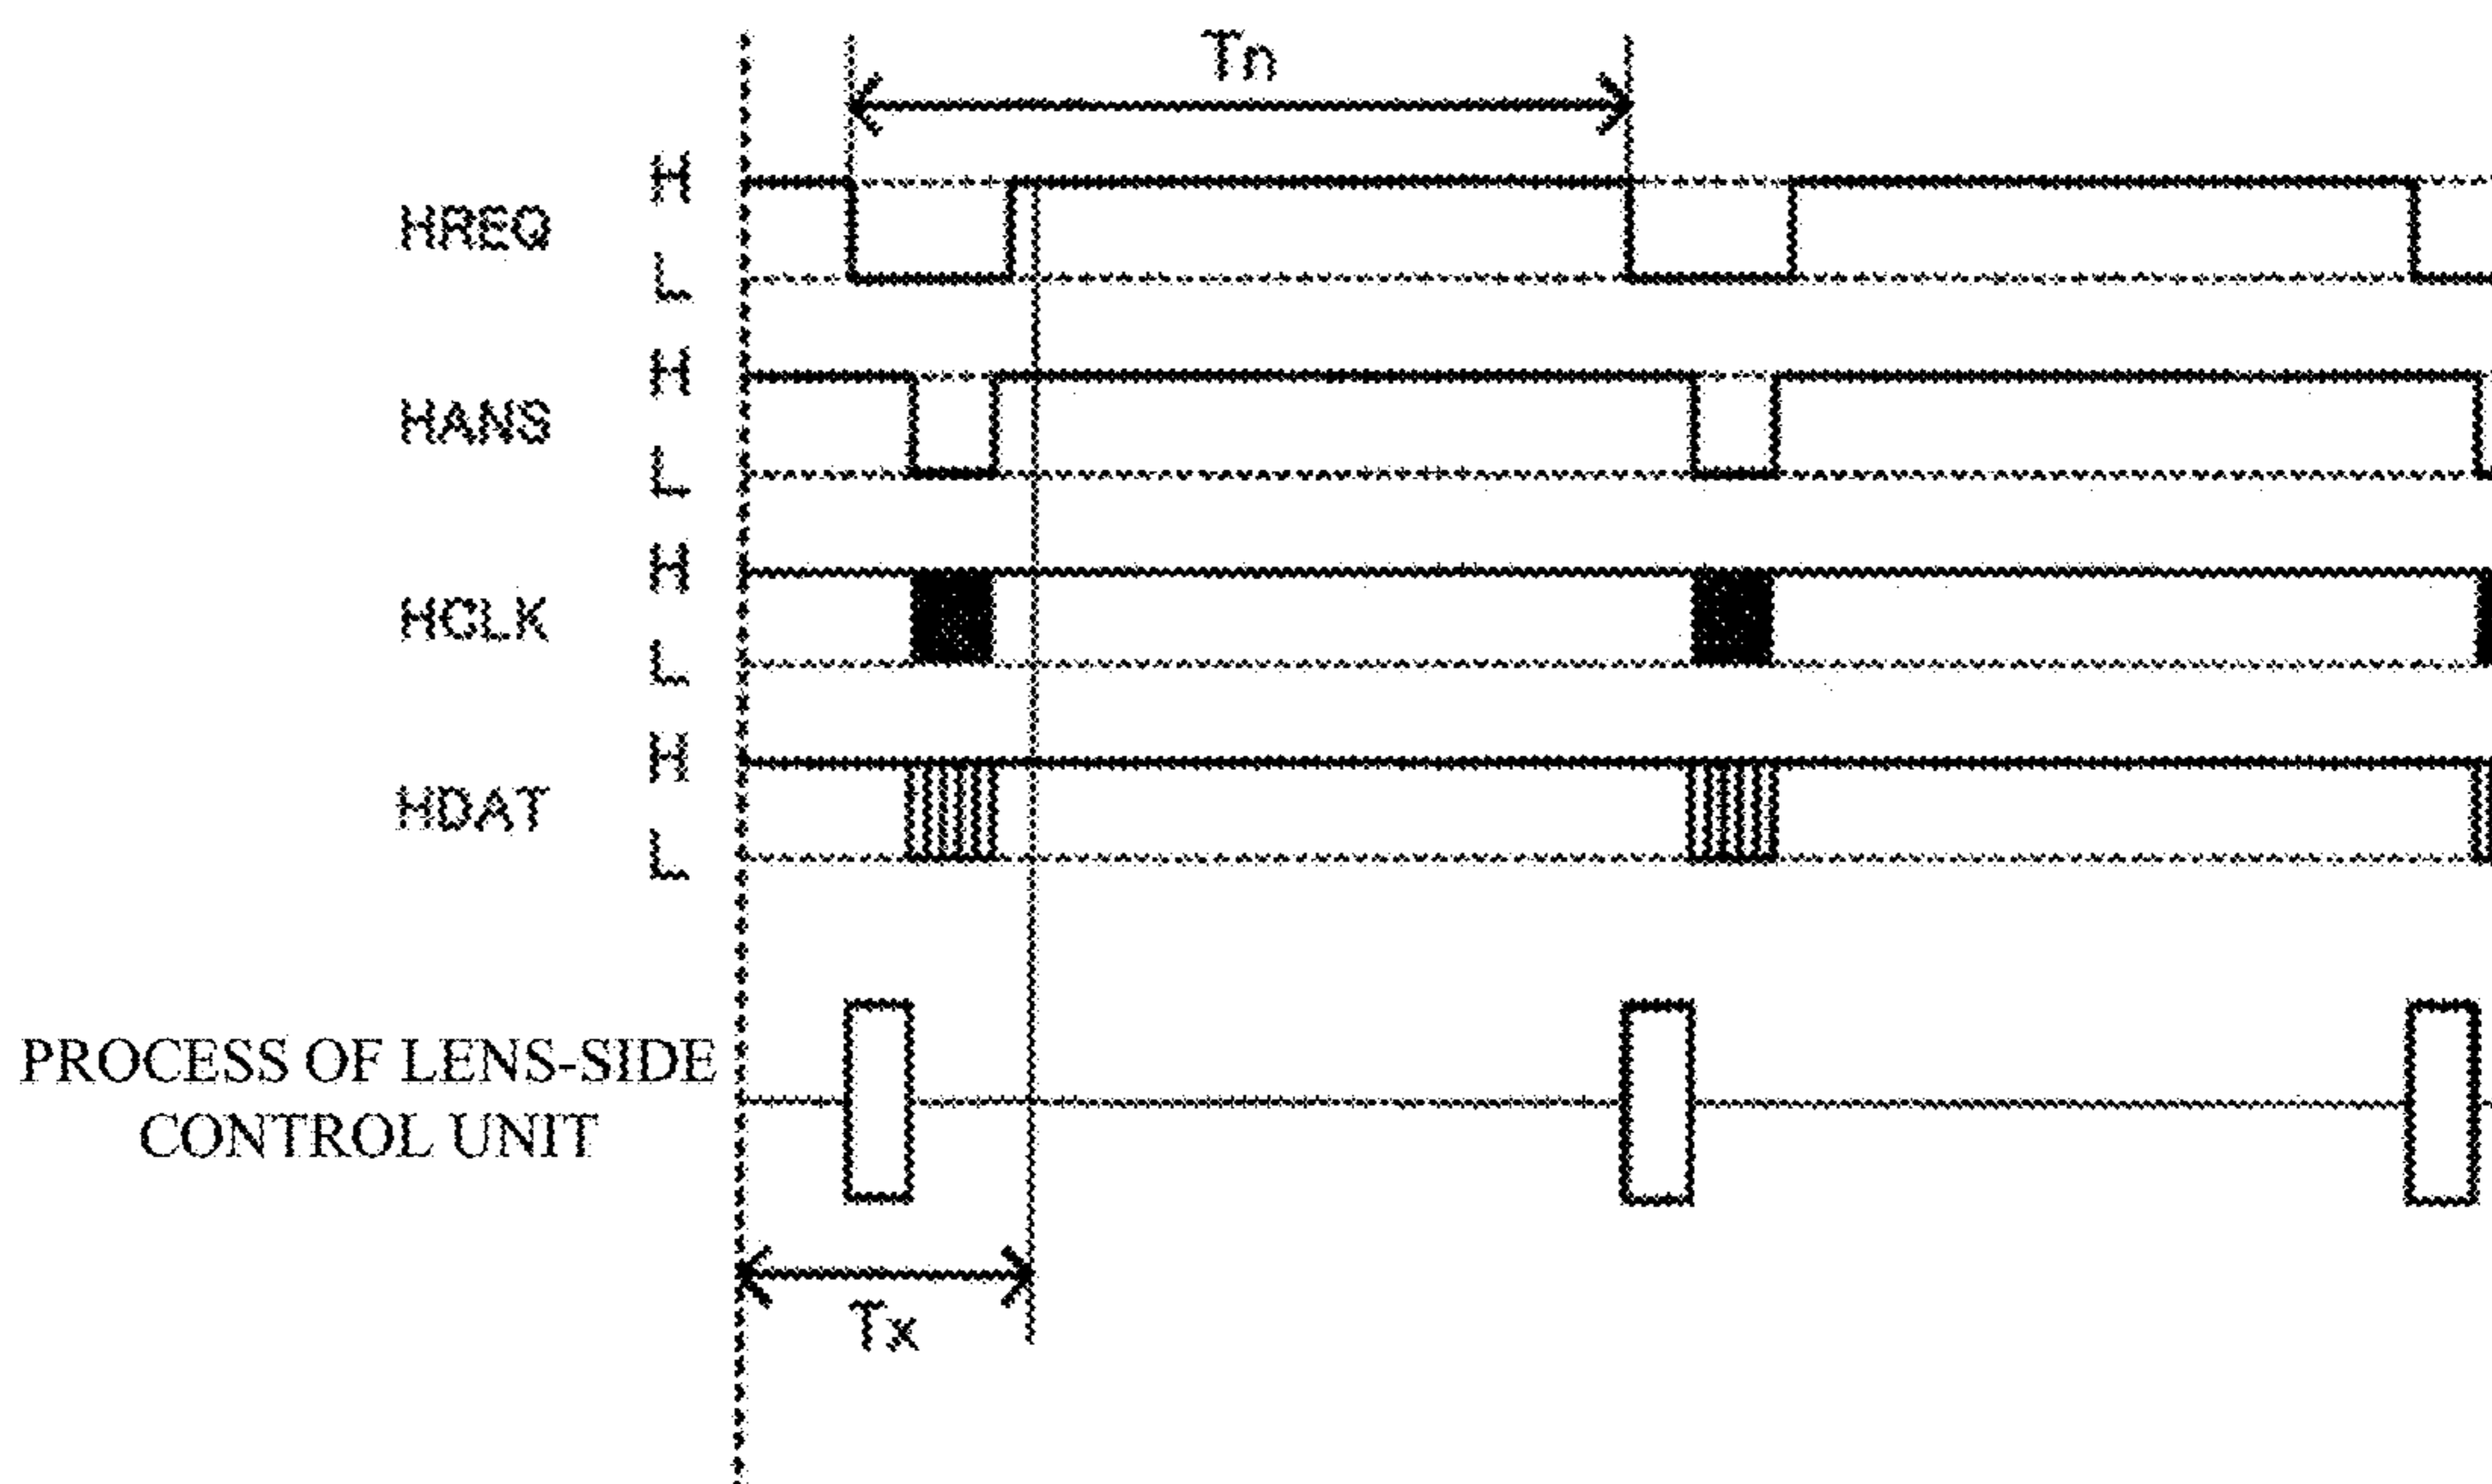 Tn
H
HREQ
L
H
HANS
L
H
HCLK
L
H
HDAT
L
PROCESS OF LENS-SIDE
CONTROL UNIT
Tx